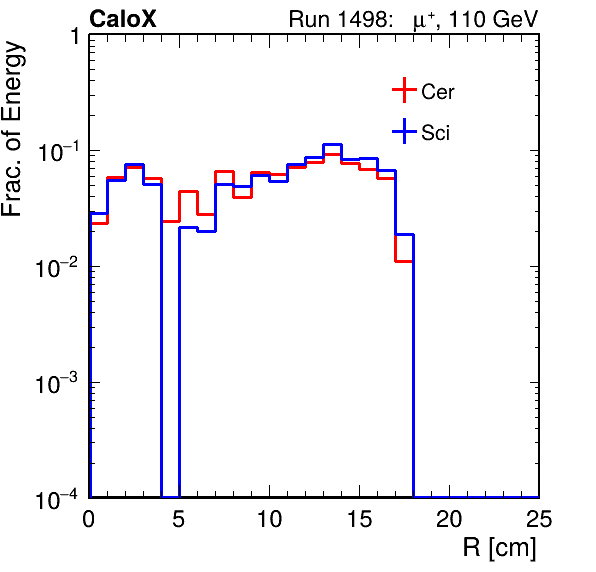 CaloX Run 1498: μ⁺, 110 GeV
Frac. of Energy
1
10⁻¹
10⁻²
10⁻³
10⁻⁴
Cer
Sci
0 5 10 15 20 25
R [cm]